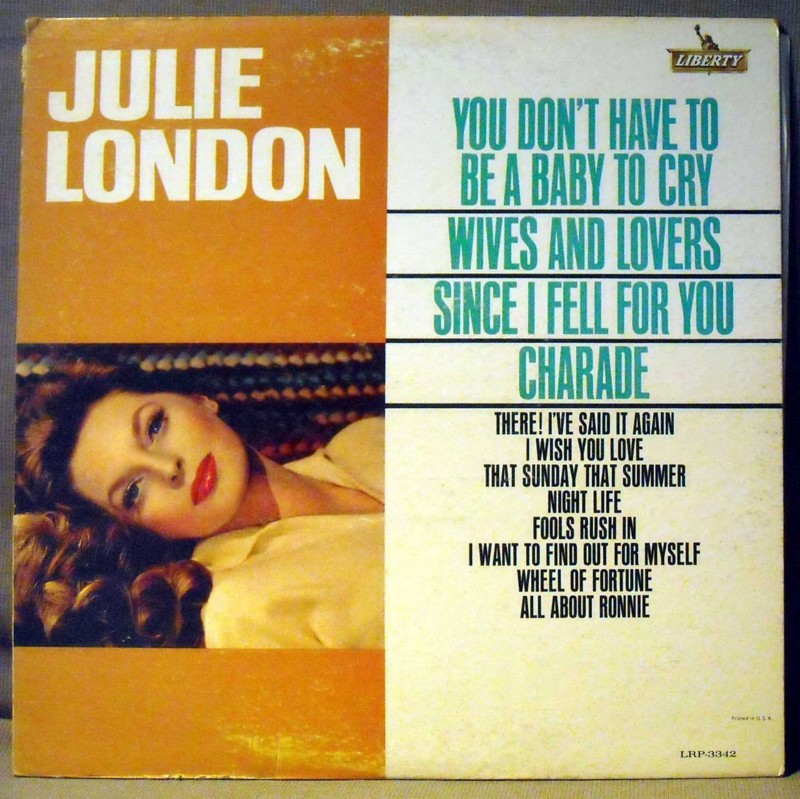 JULIE
LONDON
LIBERTY
YOU DON'T HAVE TO
BE A BABY TO CRY
WIVES AND LOVERS
SINCE I FELL FOR YOU
CHARADE
THERE! I'VE SAID IT AGAIN
I WISH YOU LOVE
THAT SUNDAY THAT SUMMER
NIGHT LIFE
FOOLS RUSH IN
I WANT TO FIND OUT FOR MYSELF
WHEEL OF FORTUNE
ALL ABOUT RONNIE
Printed in U. S. A.
LRP-3342